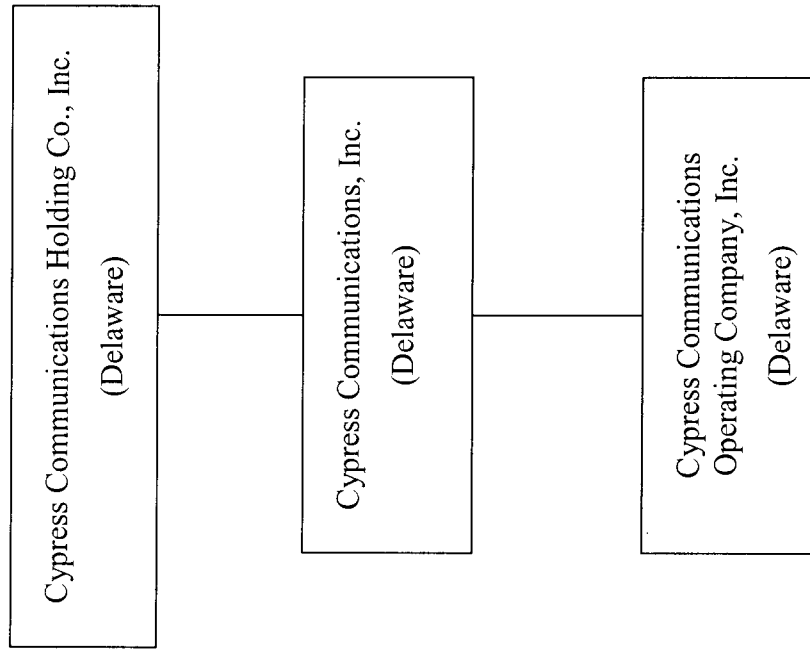 Cypress Communications Holding Co., Inc.
(Delaware)
Cypress Communications, Inc.
(Delaware)
Cypress Communications
Operating Company, Inc.
(Delaware)